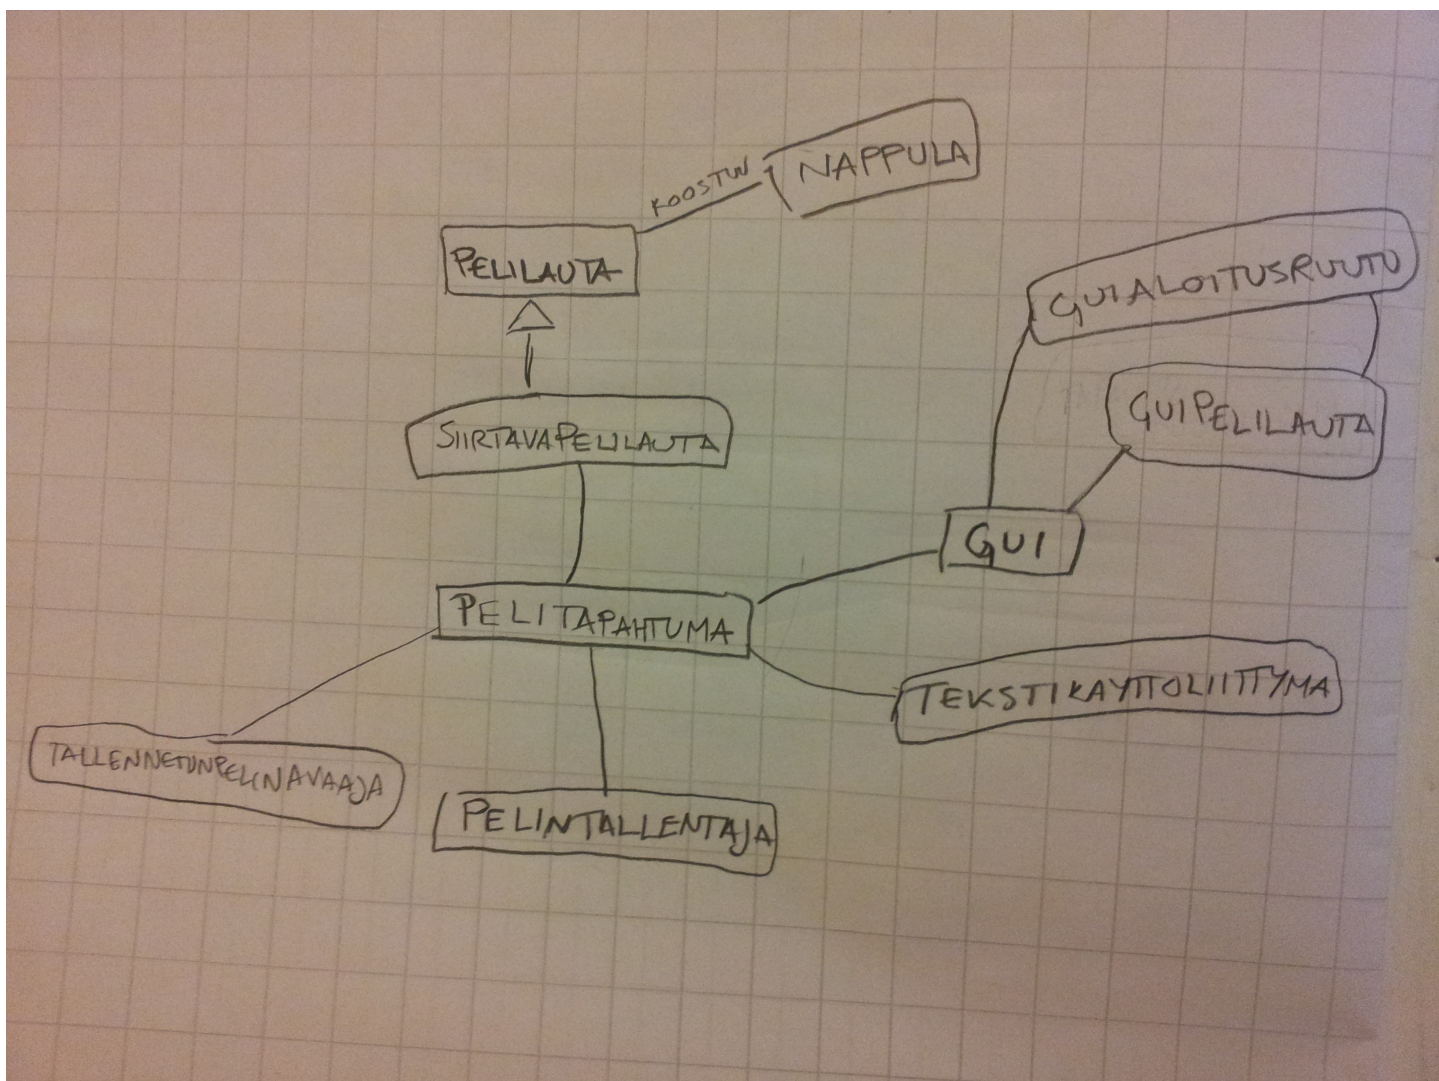 NAPPULA
KOOSTUU
PELILAUTA
GUIALOITUSRUUTU
GUIPELILAUTA
SIIRTAVAPELILAUTA
GUI
PELITAPAHTUMA
TEKSTIKAYTTOLIITTYMA
TALLENNETUNPELINAVAAJA
PELINTALLENTAJA